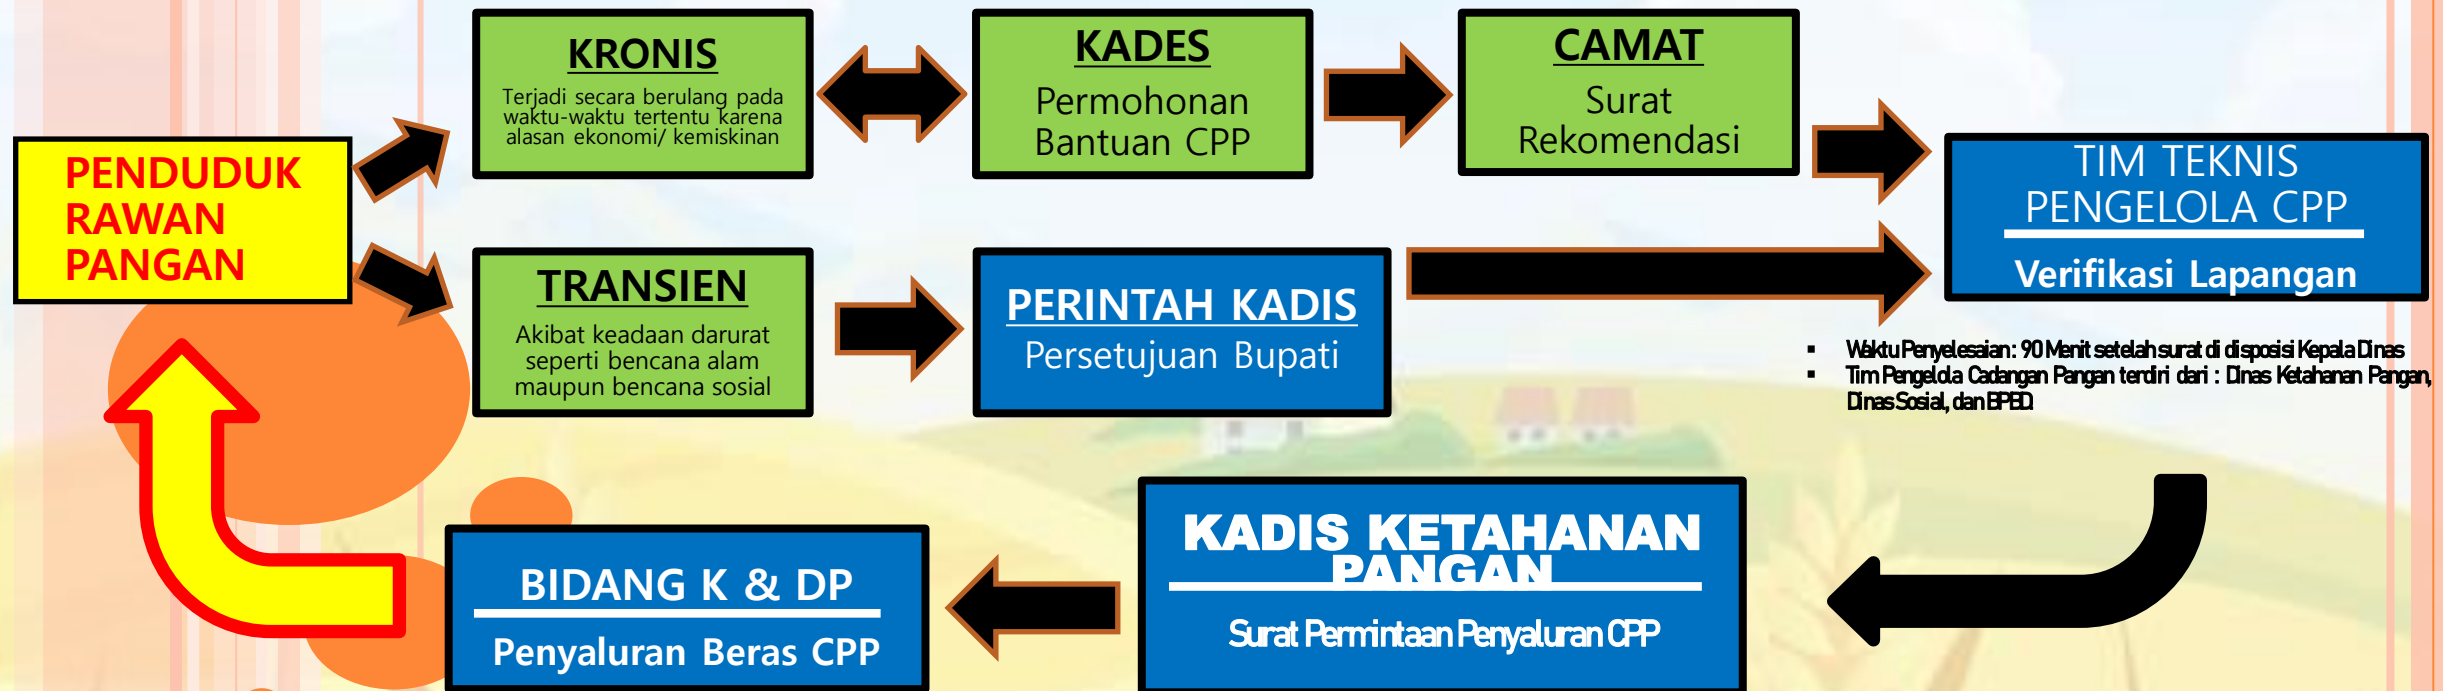 PENDUDUK
RAWAN
PANGAN
KRONIS
Terjadi secara berulang pada
waktu-waktu tertentu karena
alasan ekonomi/ kemiskinan
KADES
Permohonan
Bantuan CPP
CAMAT
Surat
Rekomendasi
TRANSIEN
Akibat keadaan darurat
seperti bencana alam
maupun bencana sosial
PERINTAH KADIS
Persetujuan Bupati
TIM TEKNIS
PENGELOLA CPP
Verifikasi Lapangan
▪ Waktu Penyelesaian : 90 Menit setelah surat di disposisi Kepala Dinas
▪ Tim Pengelola Cadangan Pangan terdiri dari : Dinas Ketahanan Pangan,
Dinas Sosial, dan BPBD.
KADIS KETAHANAN
PANGAN
Surat Permintaan Penyaluran CPP
BIDANG K & DP
Penyaluran Beras CPP